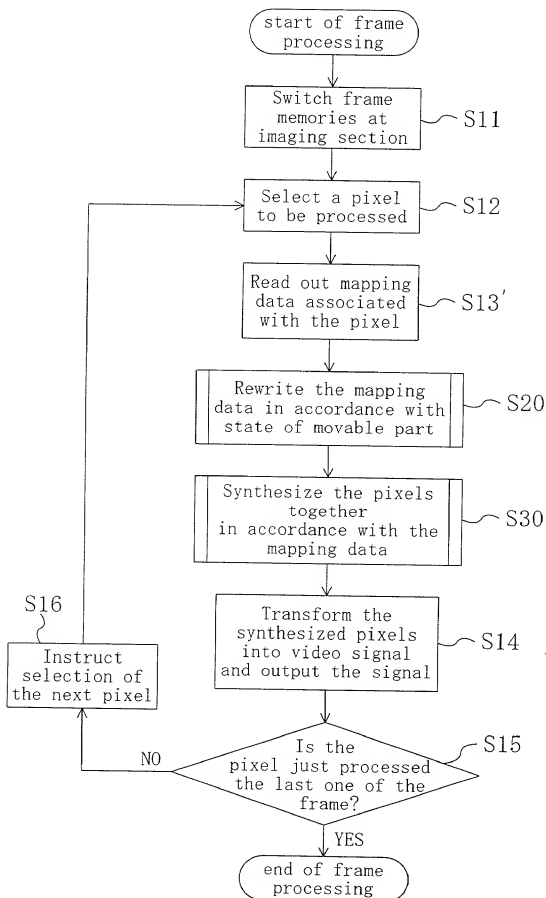 start of frame
processing
Switch frame
memories at
imaging section
S11
Select a pixel
to be processed
S12
Read out mapping
data associated
with the pixel
S13'
Rewrite the mapping
data in accordance with
state of movable part
S20
Synthesize the pixels
together
in accordance with the
mapping data
S30
Transform the
synthesized pixels
into video signal
and output the signal
S14
S16
Instruct
selection of
the next pixel
Is the
pixel just processed
the last one of the
frame?
S15
NO
YES
end of frame
processing